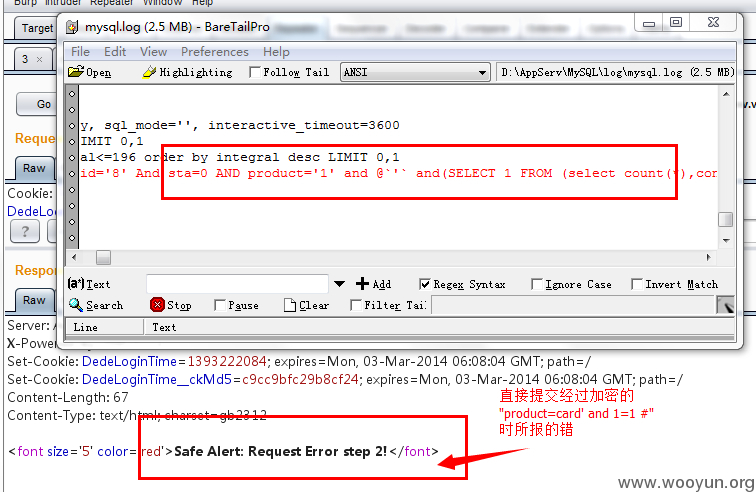 Burp Intruder Repeater Window Help
Target
3 ×
Go
Raw
Cookie:
DedeLogin
?
<
Raw
Server: A
X-Power
mysql.log (2.5 MB) - BareTailPro
File Edit View Preferences Help
Open Highlighting Follow Tail ANSI D:\AppServ\MySQL\log\mysql.log (2.5 MB)
y, sql_mode='', interactive_timeout=3600
IMIT 0,1
al<=196 order by integral desc LIMIT 0,1
id='8' And sta=0 AND product='1' and @`'` and(SELECT 1 FROM (select count(*),con
Text Add Regex Syntax Ignore Case Invert Match
Search Stop Pause Clear Filter Tail
Line Text
Set-Cookie: DedeLoginTime=1393222084; expires=Mon, 03-Mar-2014 06:08:04 GMT; path=/
Set-Cookie: DedeLoginTime__ckMd5=c9cc9bfc29b8cf24; expires=Mon, 03-Mar-2014 06:08:04 GMT; path=/
Content-Length: 67
Content-Type: text/html; charset=gb2312
<font size='5' color='red'>Safe Alert: Request Error step 2!</font>
直接提交经过加密的
"product=card' and 1=1 #"
时所报的错
www.wooyun.org